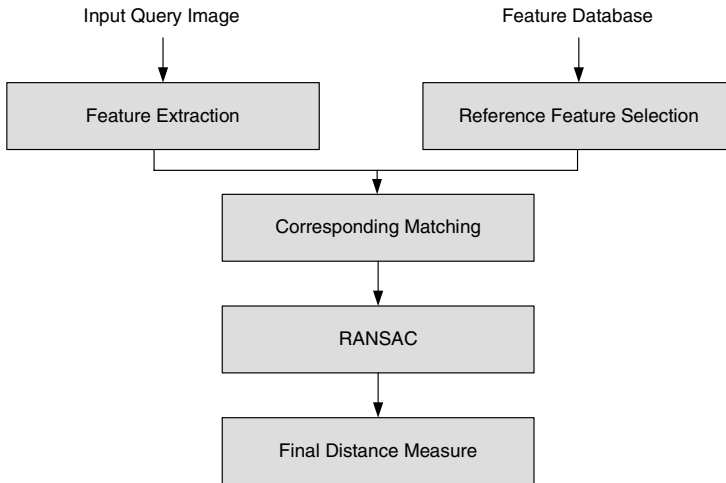 Input Query Image
Feature Database
Feature Extraction
Reference Feature Selection
Corresponding Matching
RANSAC
Final Distance Measure